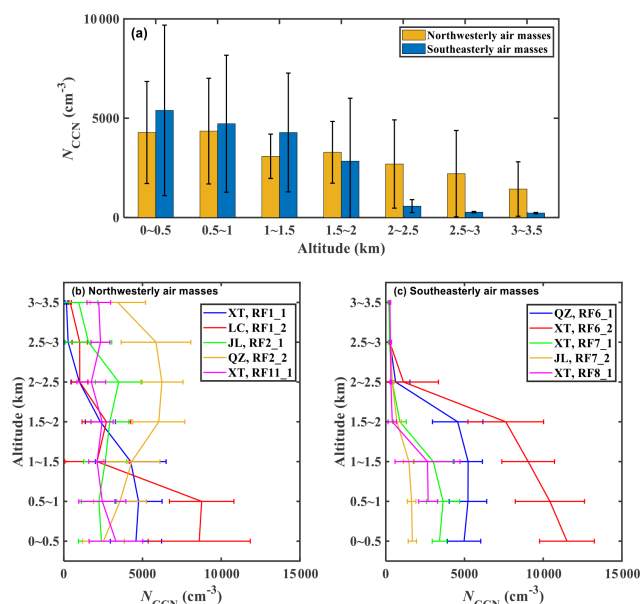 (a)
Northwesterly air masses
Southeasterly air masses
10000
5000
0
N_CCN (cm⁻³)
0~0.5 0.5~1 1~1.5 1.5~2 2~2.5 2.5~3 3~3.5
Altitude (km)
(b) Northwesterly air masses
XT, RF1_1
LC, RF1_2
JL, RF2_1
QZ, RF2_2
XT, RF11_1
3~3.5
2.5~3
2~2.5
1.5~2
1~1.5
0.5~1
0~0.5
Altitude (km)
0 5000 10000 15000
N_CCN (cm⁻³)
(c) Southeasterly air masses
QZ, RF6_1
XT, RF6_2
XT, RF7_1
JL, RF7_2
XT, RF8_1
3~3.5
2.5~3
2~2.5
1.5~2
1~1.5
0.5~1
0~0.5
Altitude (km)
0 5000 10000 15000
N_CCN (cm⁻³)